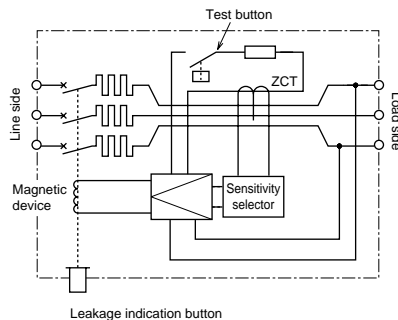 Test button
ZCT
Line side
Load side
Magnetic
device
Sensitivity
selector
Leakage indication button